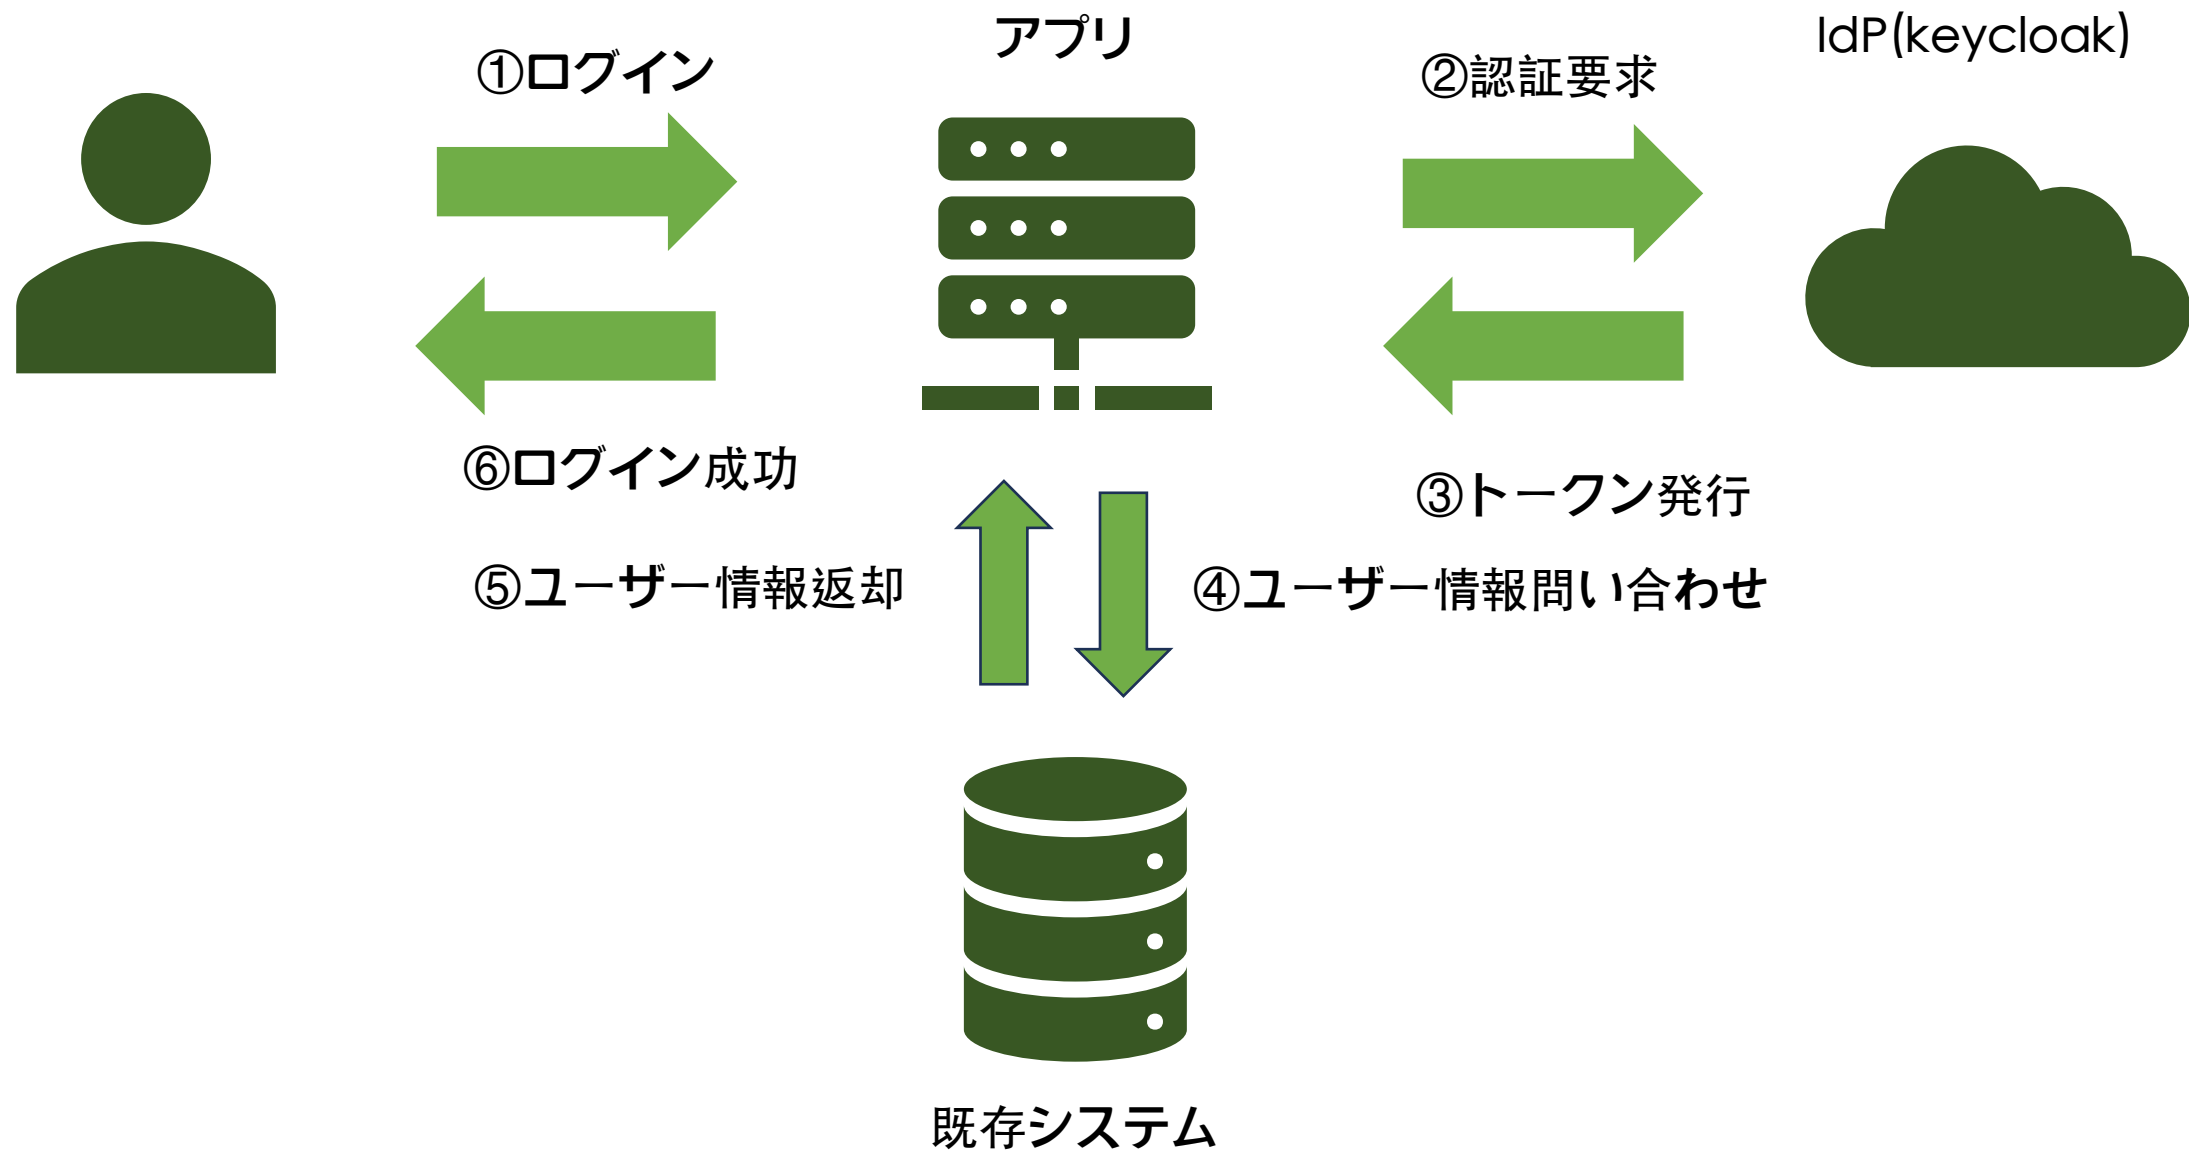 アプリ
IdP(keycloak)
①ログイン
②認証要求
⑥ログイン成功
③トークン発行
⑤ユーザー情報返却
④ユーザー情報問い合わせ
既存システム